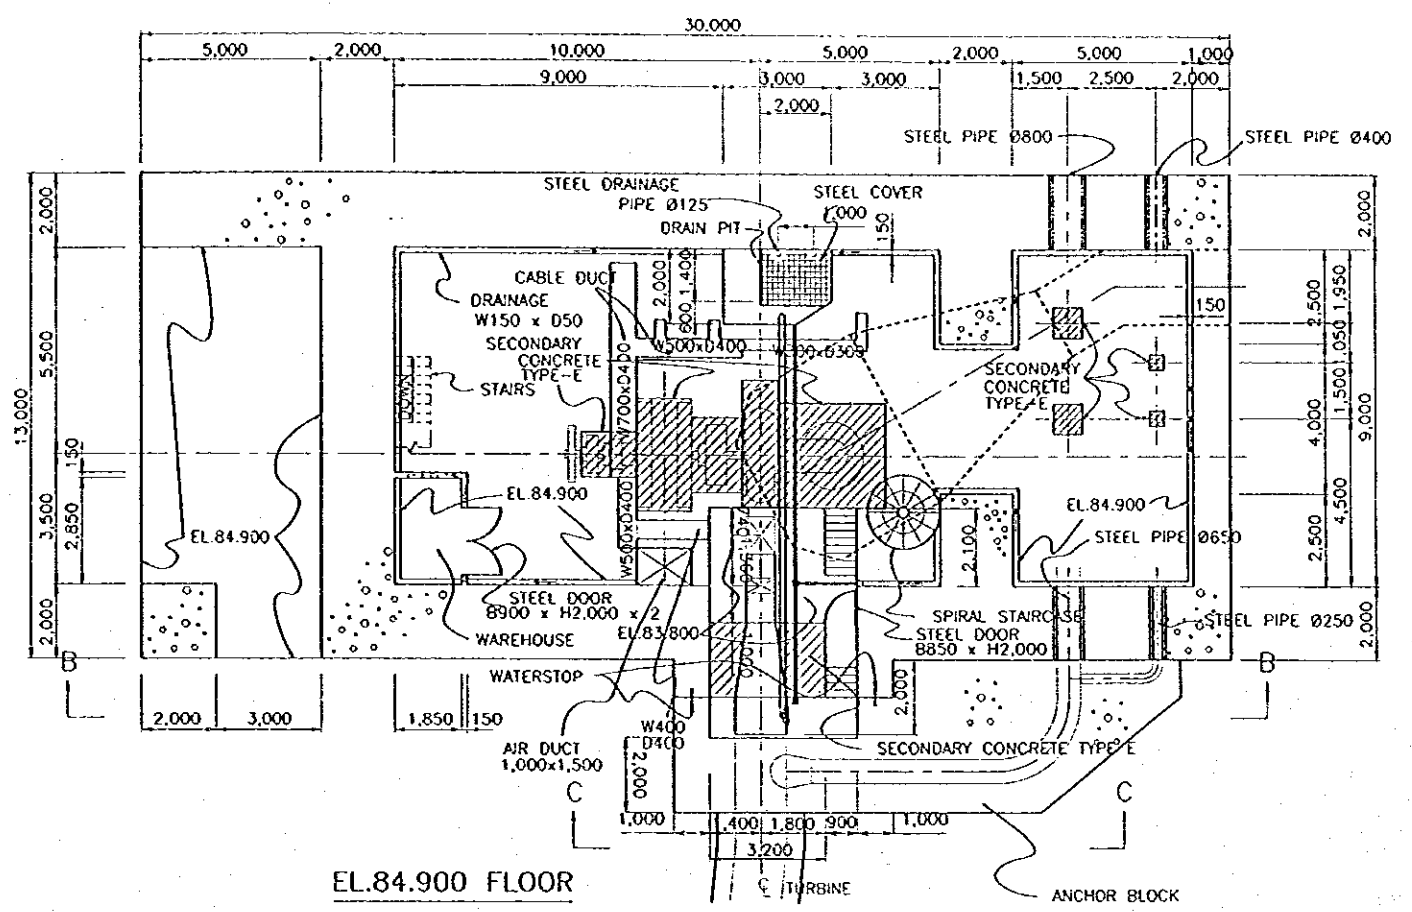 30,000
5,000 2,000 10,000 5,000 2,000 5,000 1,000
9,000 3,000 3,000 1,500 2,500 2,000
2,000
STEEL PIPE Ø800
STEEL PIPE Ø400
STEEL DRAINAGE
PIPE Ø125
STEEL COVER
1,000
150
DRAIN PIT
2,000
5,500
13,000
150
3,500
2,850
2,000
CABLE DUCT
DRAINAGE
W150 x D50
2,000
1,400
600
W500xD400
SECONDARY
CONCRETE
TYPE-E
W700xD400
STAIRS
DOWN
SECONDARY
CONCRETE
TYPE-E
150
2,000
2,500
1,950
1,050
1,500
4,000
9,000
4,500
2,500
2,000
EL.84.900
EL.84.900
W500xD400
EL.84.900
STEEL PIPE Ø650
2,100
STEEL DOOR
B900 x H2,000 x 2
WAREHOUSE
EL.83.800
SPIRAL STAIRCASE
STEEL DOOR
B850 x H2,000
STEEL PIPE Ø250
WATERSTOP
2,000
B
B
2,000 3,000 1,850 150
W400
D400
AIR DUCT
1,000x1,500
2,000
SECONDARY CONCRETE TYPE-E
C
C
1,000 1,400 1,800 900 1,000
3,200
EL.84.900 FLOOR
℄ TURBINE
ANCHOR BLOCK